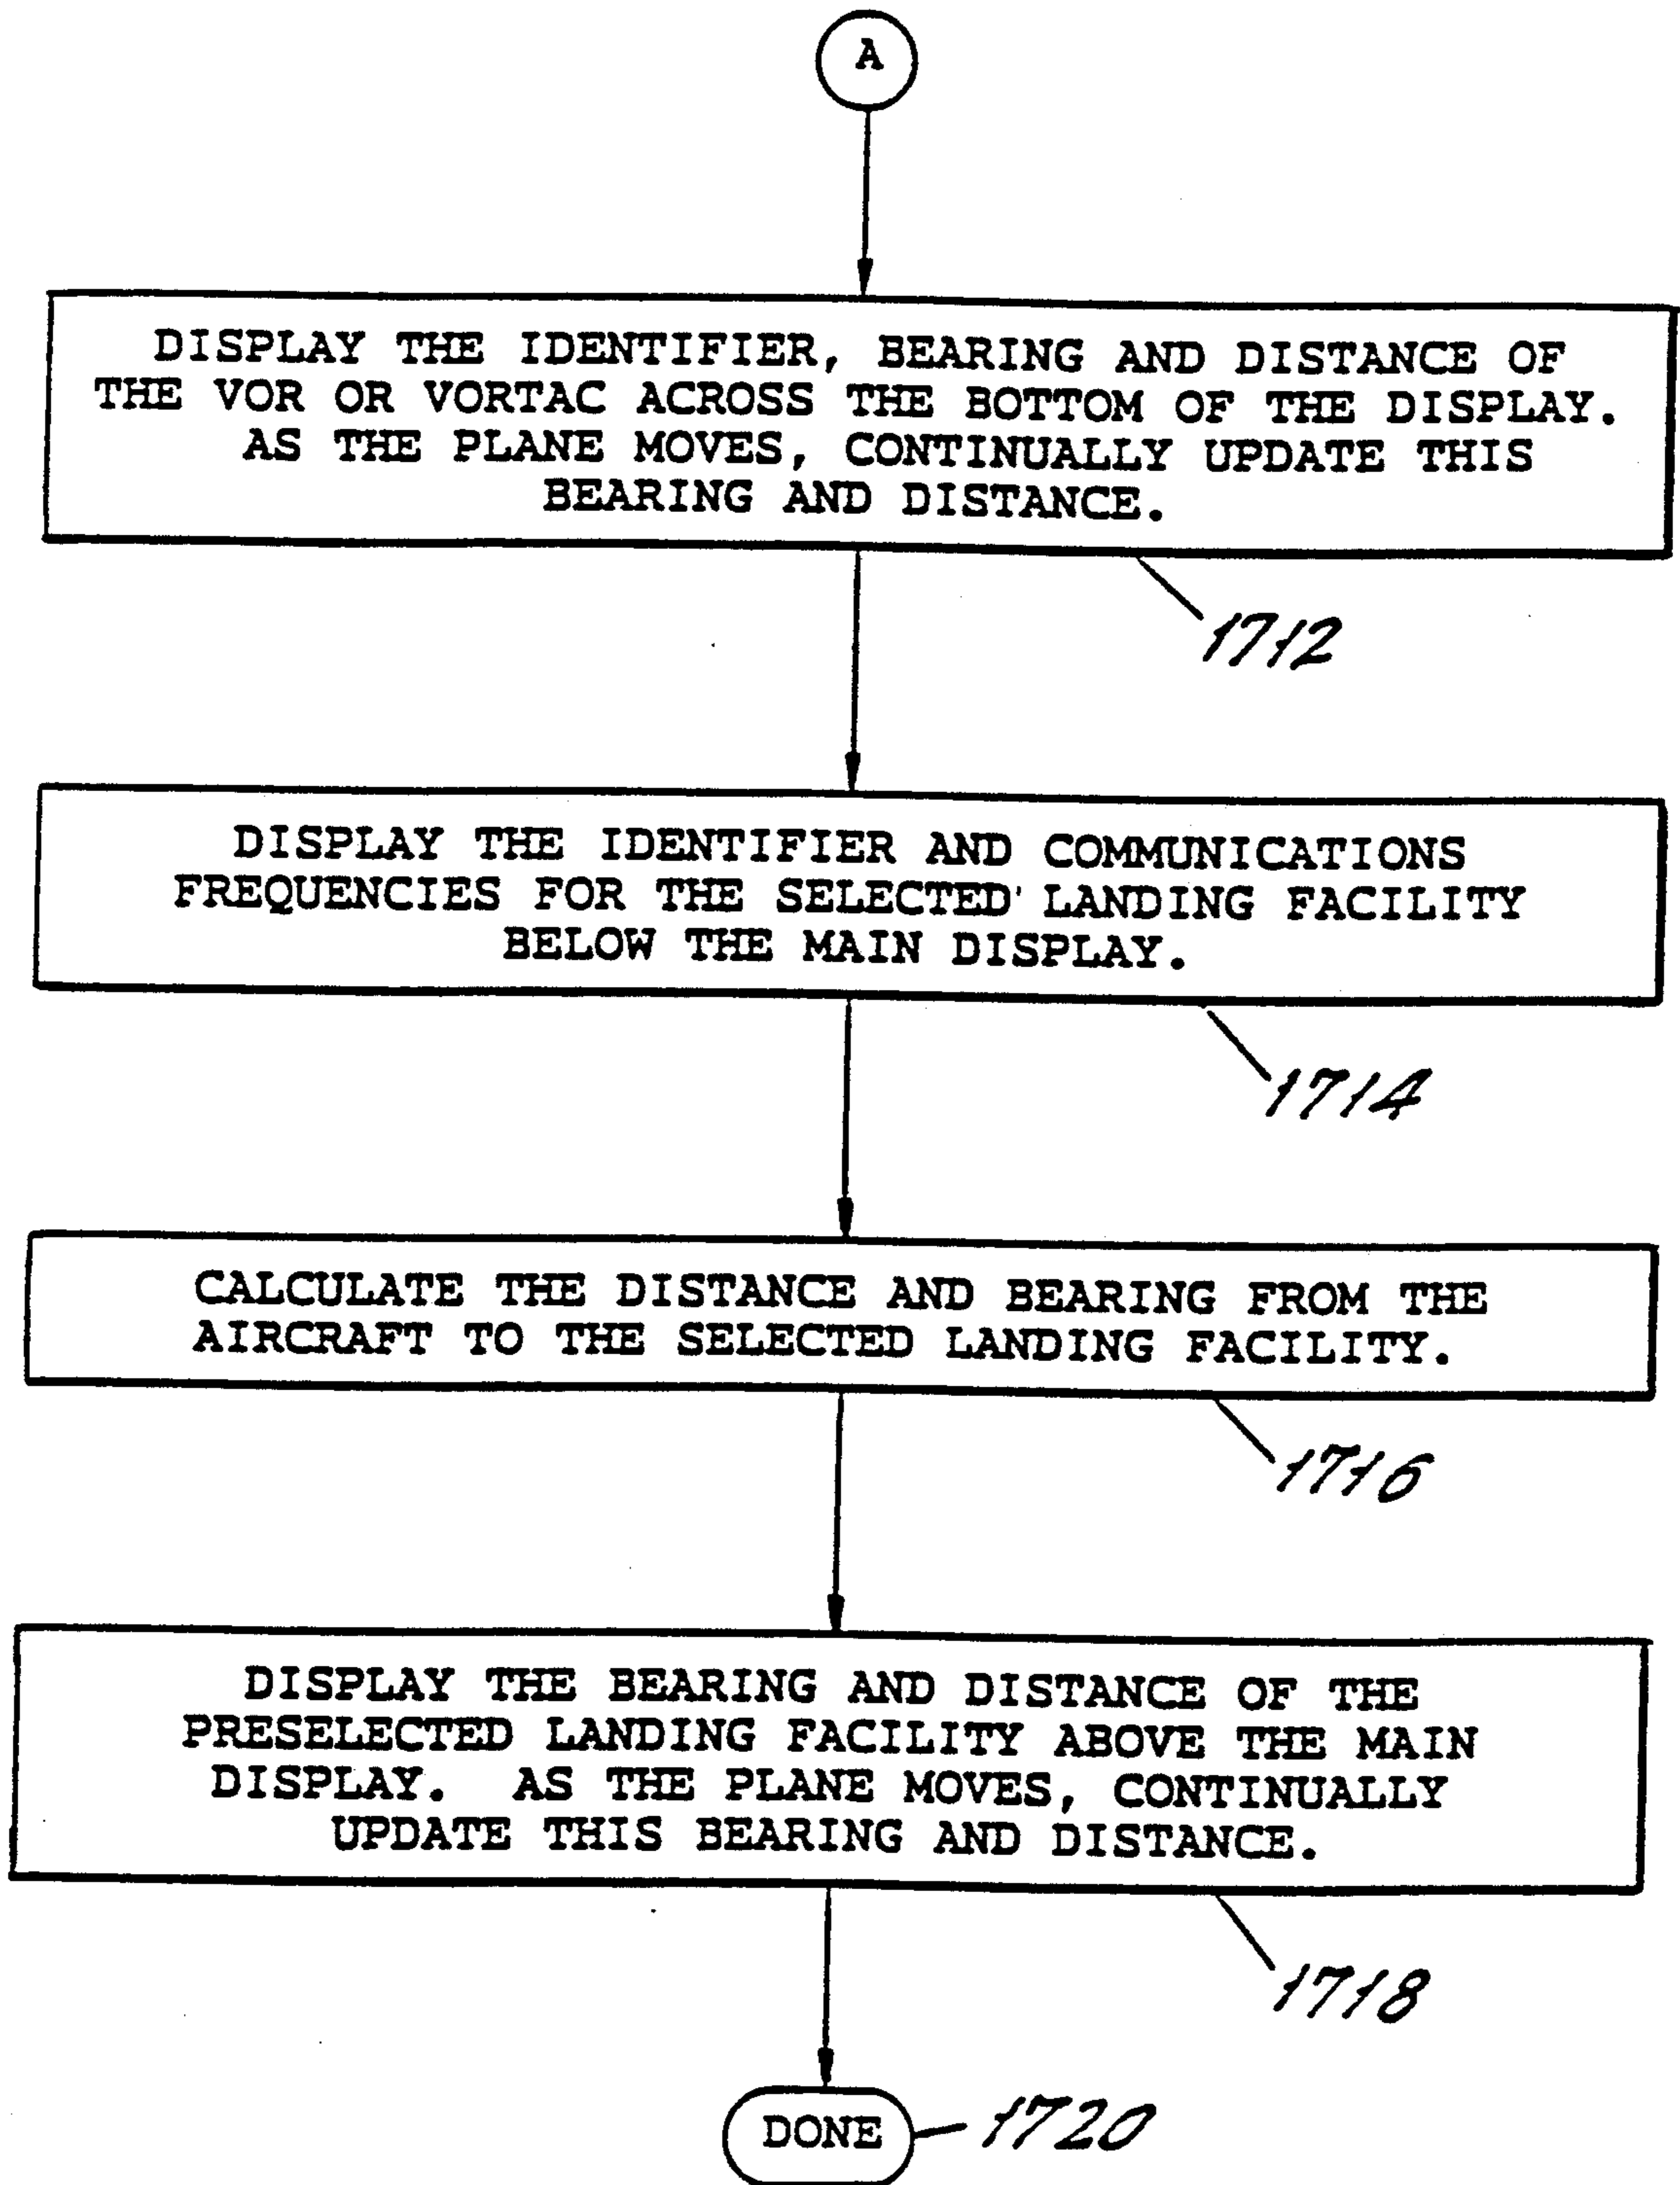 A
DISPLAY THE IDENTIFIER, BEARING AND DISTANCE OF
THE VOR OR VORTAC ACROSS THE BOTTOM OF THE DISPLAY.
AS THE PLANE MOVES, CONTINUALLY UPDATE THIS
BEARING AND DISTANCE.
1712
DISPLAY THE IDENTIFIER AND COMMUNICATIONS
FREQUENCIES FOR THE SELECTED LANDING FACILITY
BELOW THE MAIN DISPLAY.
1714
CALCULATE THE DISTANCE AND BEARING FROM THE
AIRCRAFT TO THE SELECTED LANDING FACILITY.
1716
DISPLAY THE BEARING AND DISTANCE OF THE
PRESELECTED LANDING FACILITY ABOVE THE MAIN
DISPLAY. AS THE PLANE MOVES, CONTINUALLY
UPDATE THIS BEARING AND DISTANCE.
1718
DONE 1720